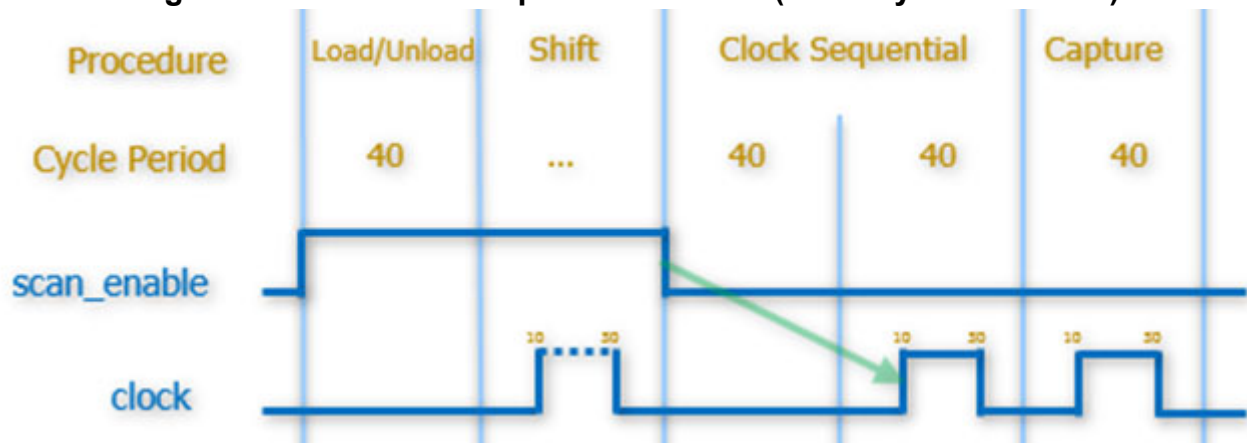 Procedure Load/Unload Shift Clock Sequential Capture
Cycle Period 40 ... 40 40 40
scan_enable
10 30 10 30 10 30
clock